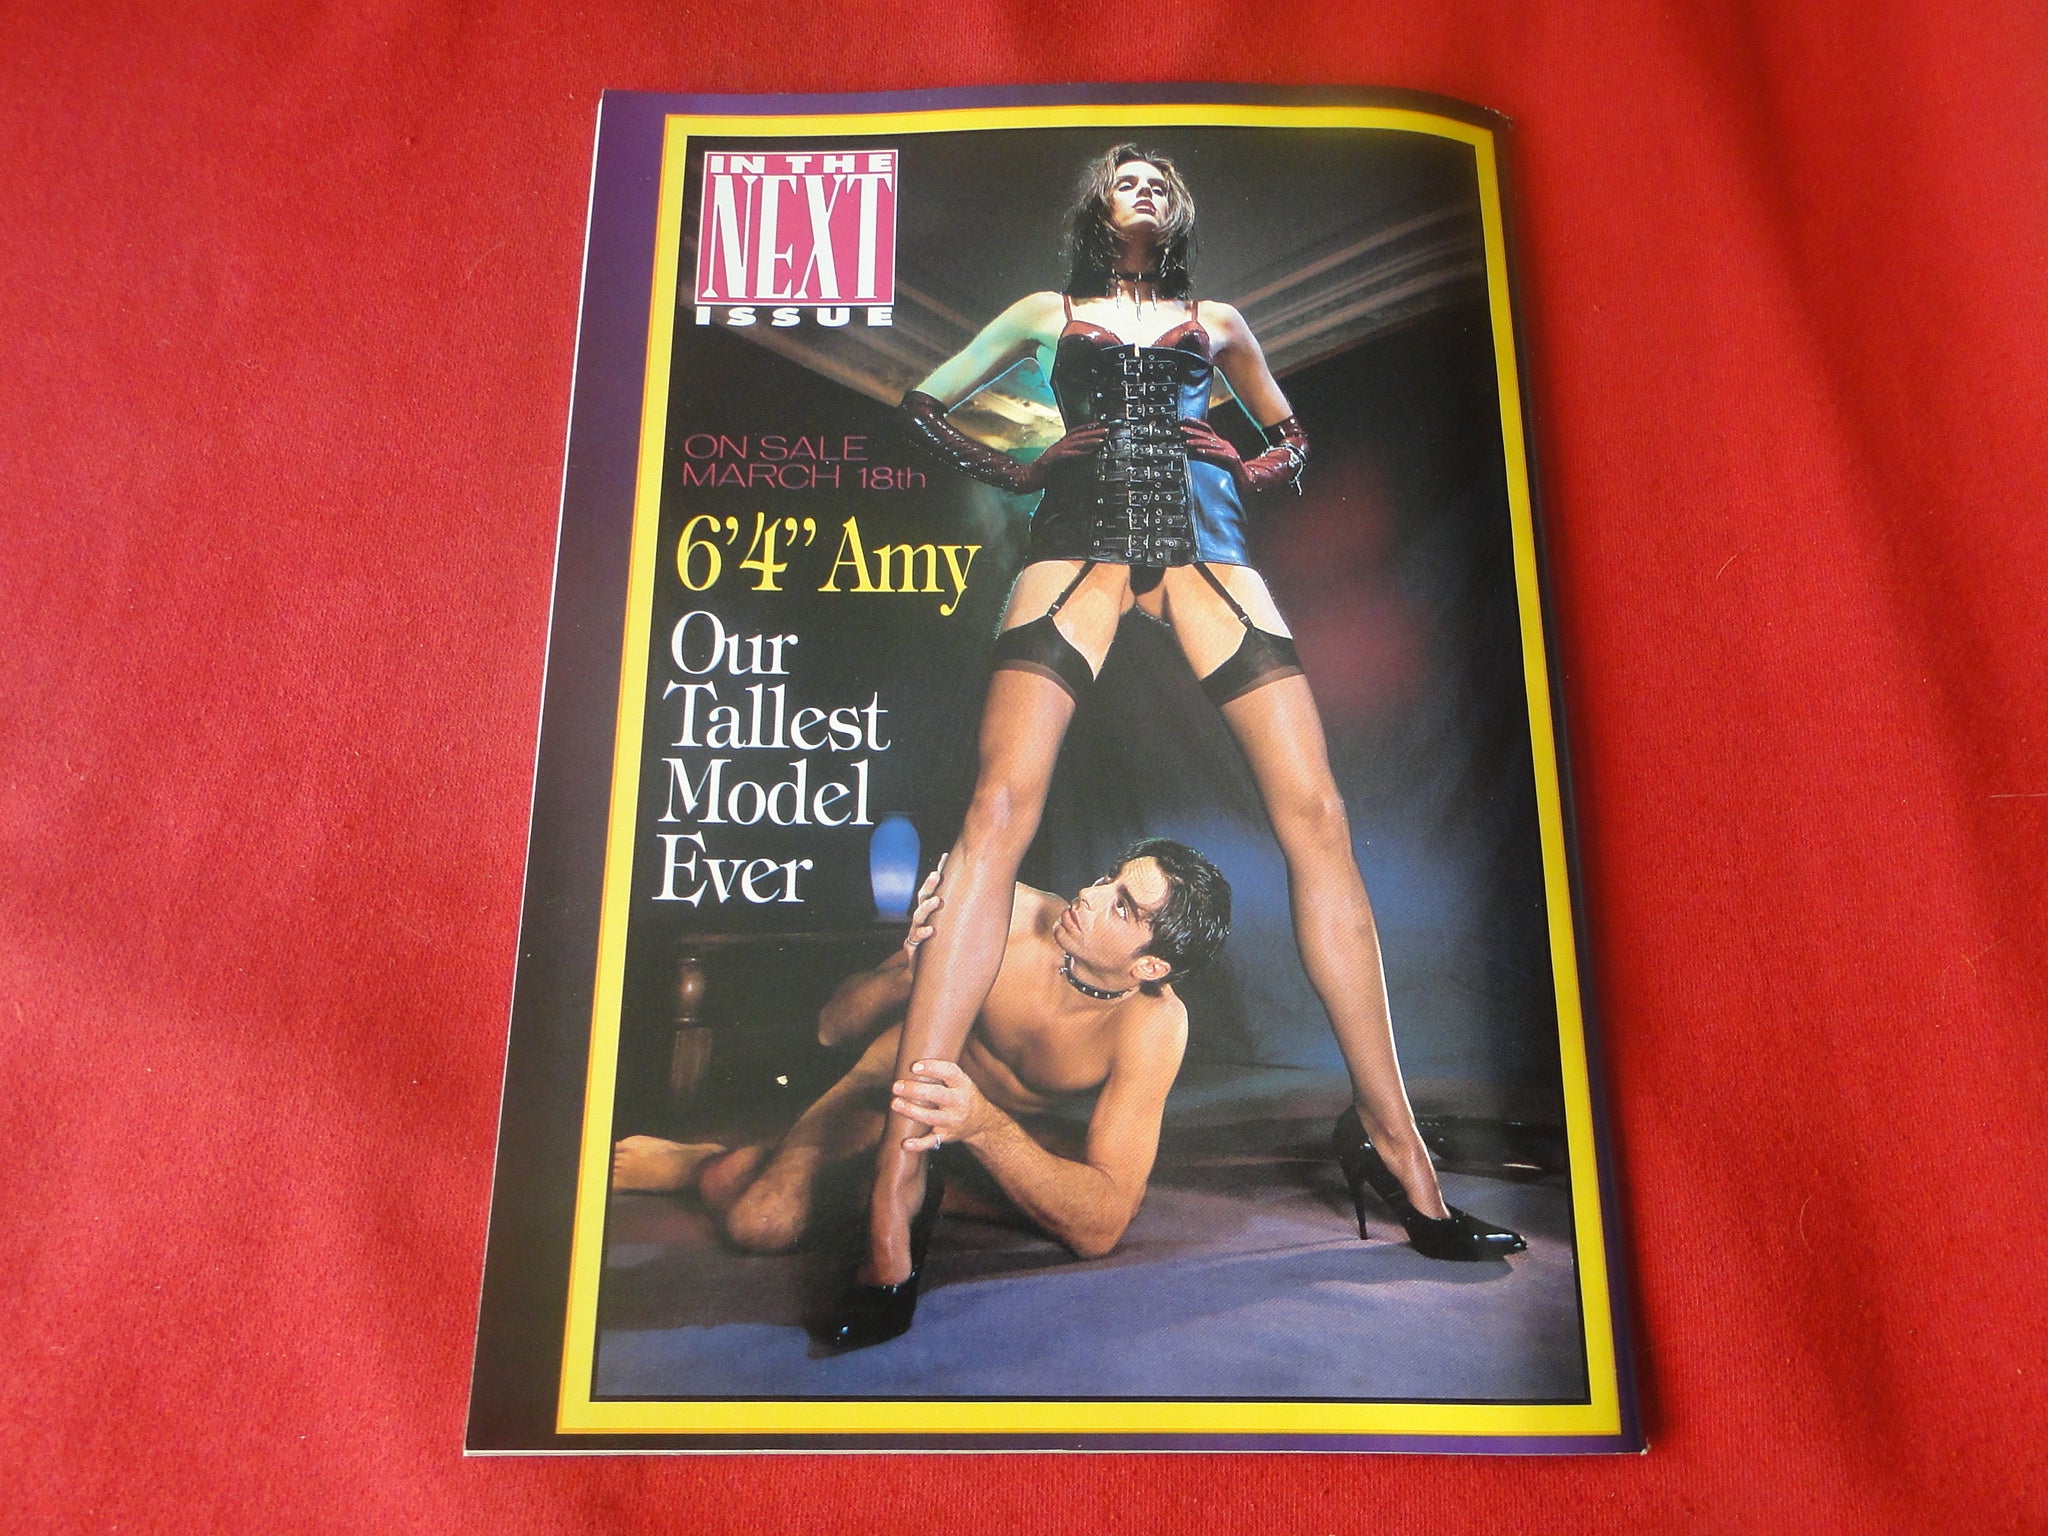 IN THE
NEXT
ISSUE
ON SALE
MARCH 18th
6'4" Amy
Our
Tallest
Model
Ever